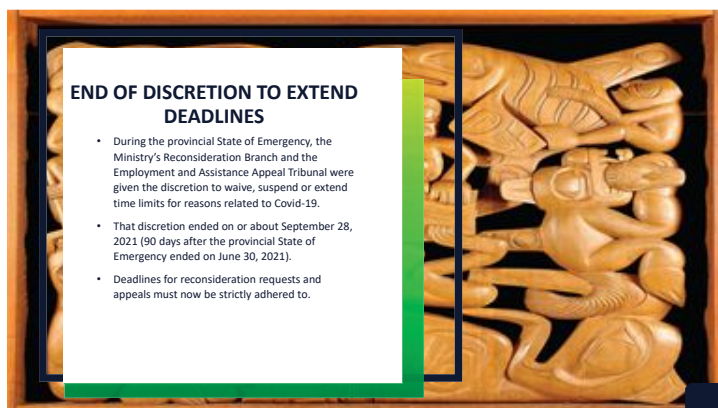 END OF DISCRETION TO EXTEND
DEADLINES
• During the provincial State of Emergency, the
Ministry's Reconsideration Branch and the
Employment and Assistance Appeal Tribunal were
given the discretion to waive, suspend or extend
time limits for reasons related to Covid-19.
• That discretion ended on or about September 28,
2021 (90 days after the provincial State of
Emergency ended on June 30, 2021).
• Deadlines for reconsideration requests and
appeals must now be strictly adhered to.